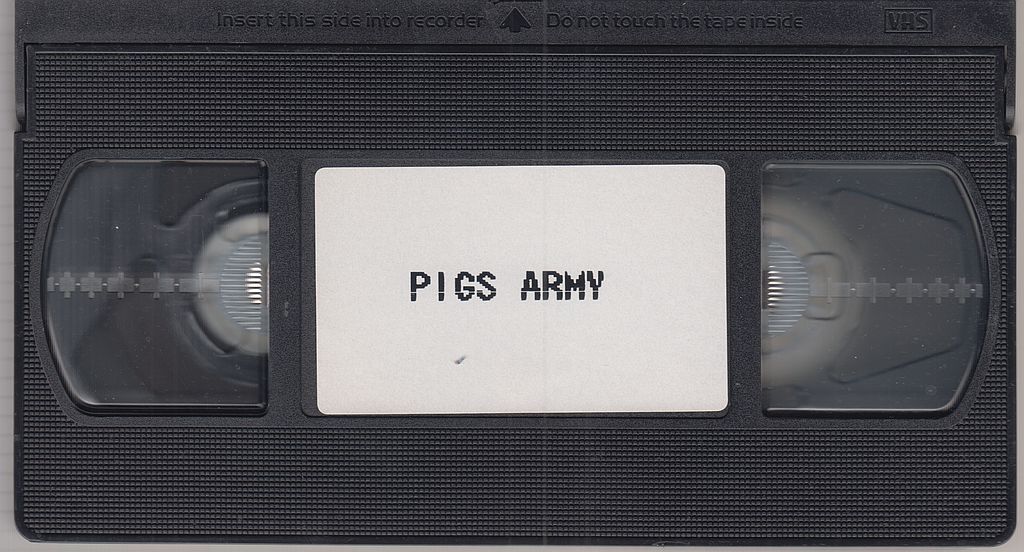 Insert this side into recorder Do not touch the tape inside VHS
PIGS ARMY